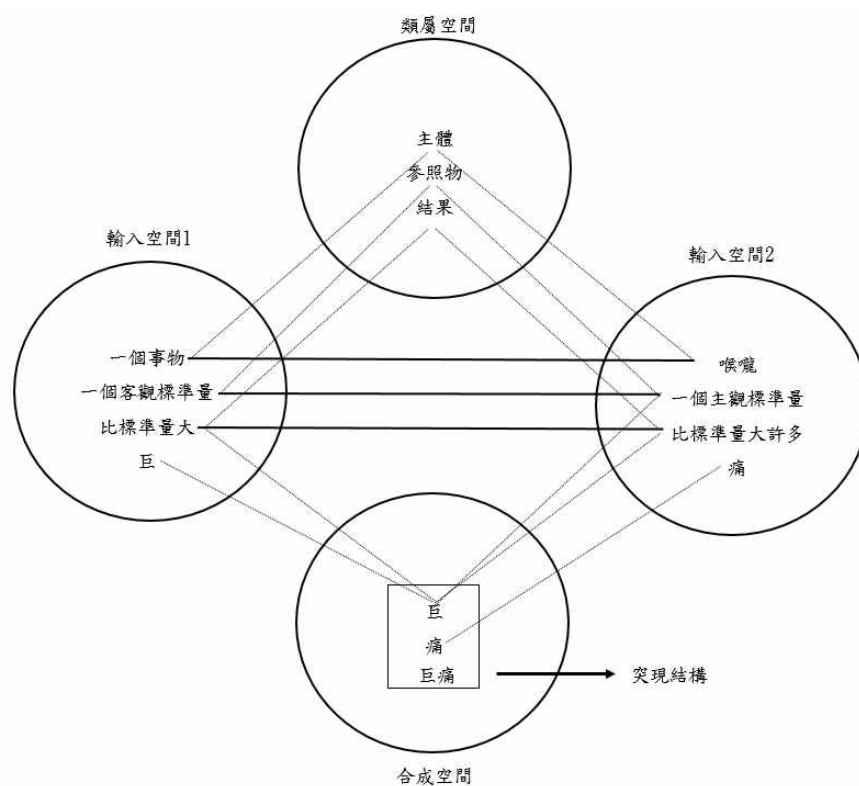 類屬空間
主體
參照物
結果
輸入空間1
一個事物
一個客觀標準量
比標準量大
巨
輸入空間2
喉嚨
一個主觀標準量
比標準量大許多
痛
巨
痛
巨痛
突現結構
合成空間